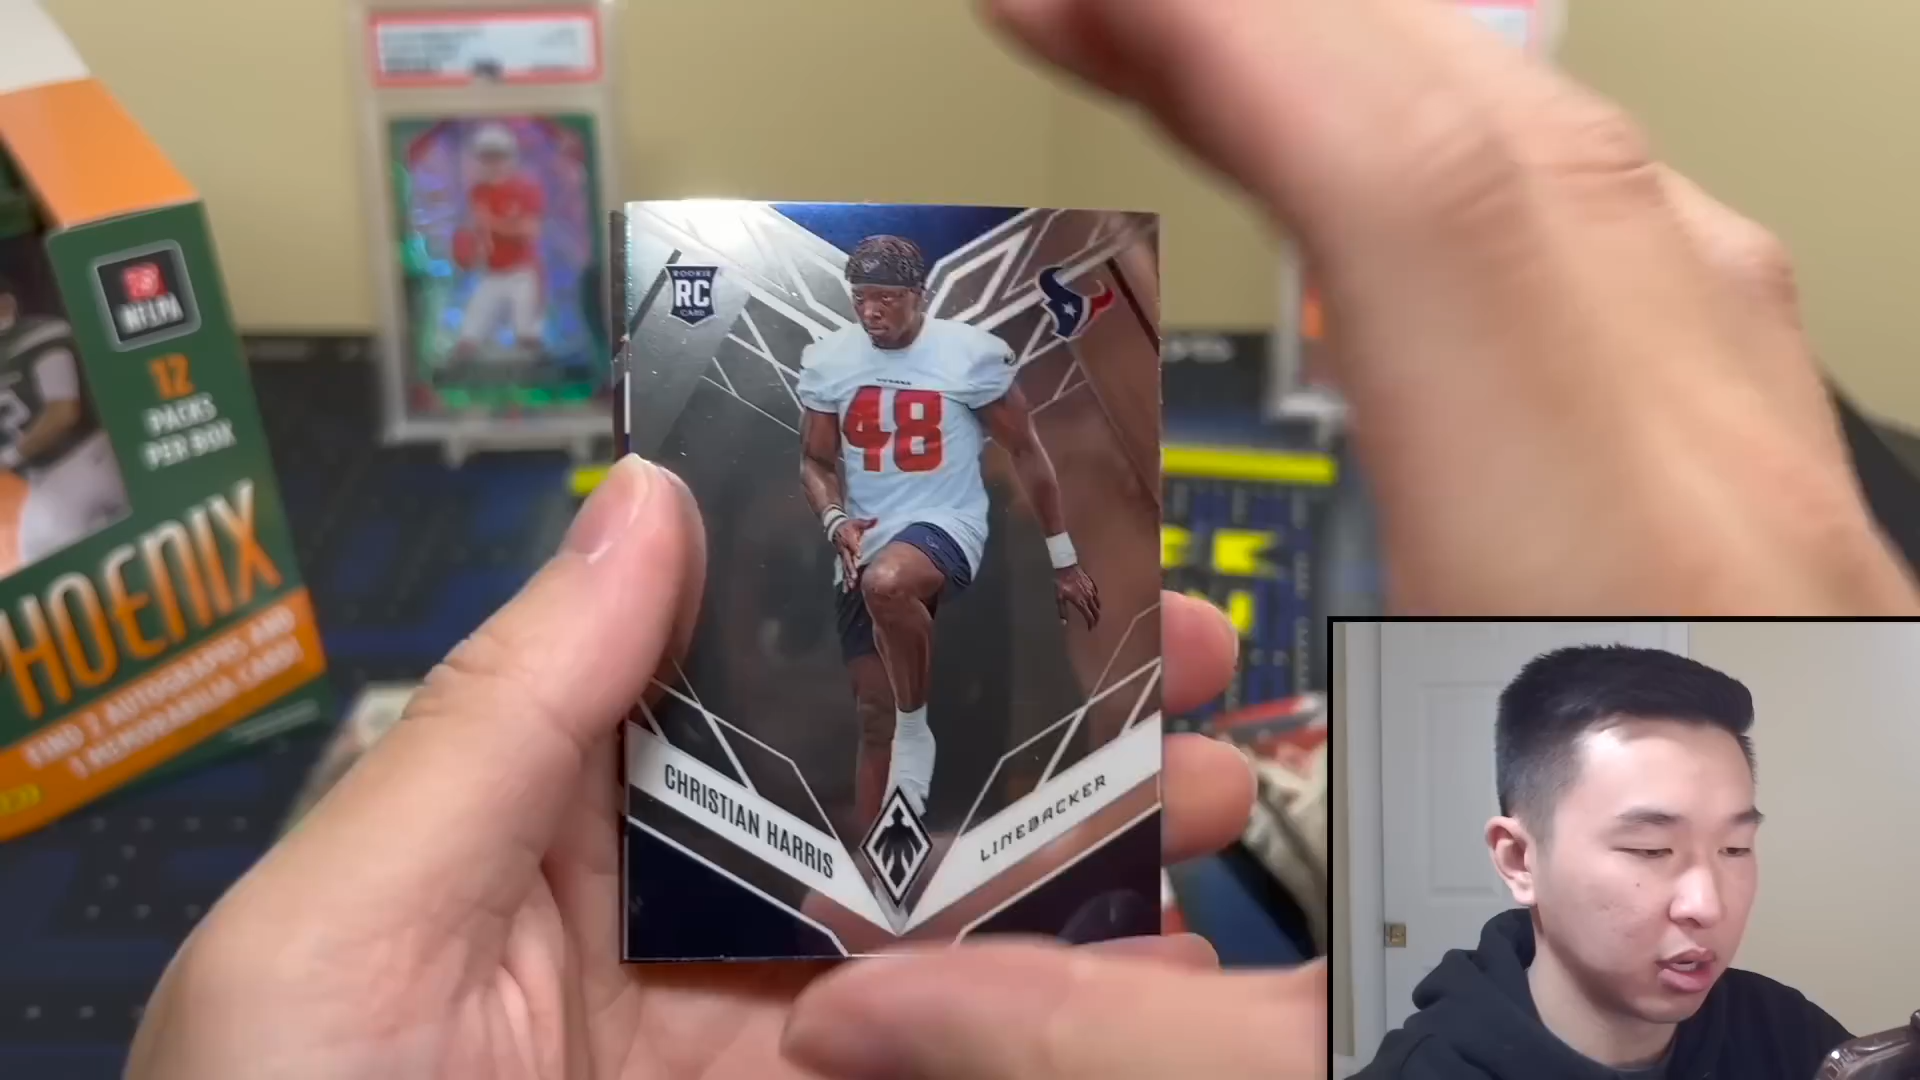 NFLPA
12
PACKS
PER BOX
PHOENIX
FIND 2 AUTOGRAPHS AND
1 MEMORABILIA CARD!
ROOKIE
RC
CARD
TEXANS
48
CHRISTIAN HARRIS
LINEBACKER